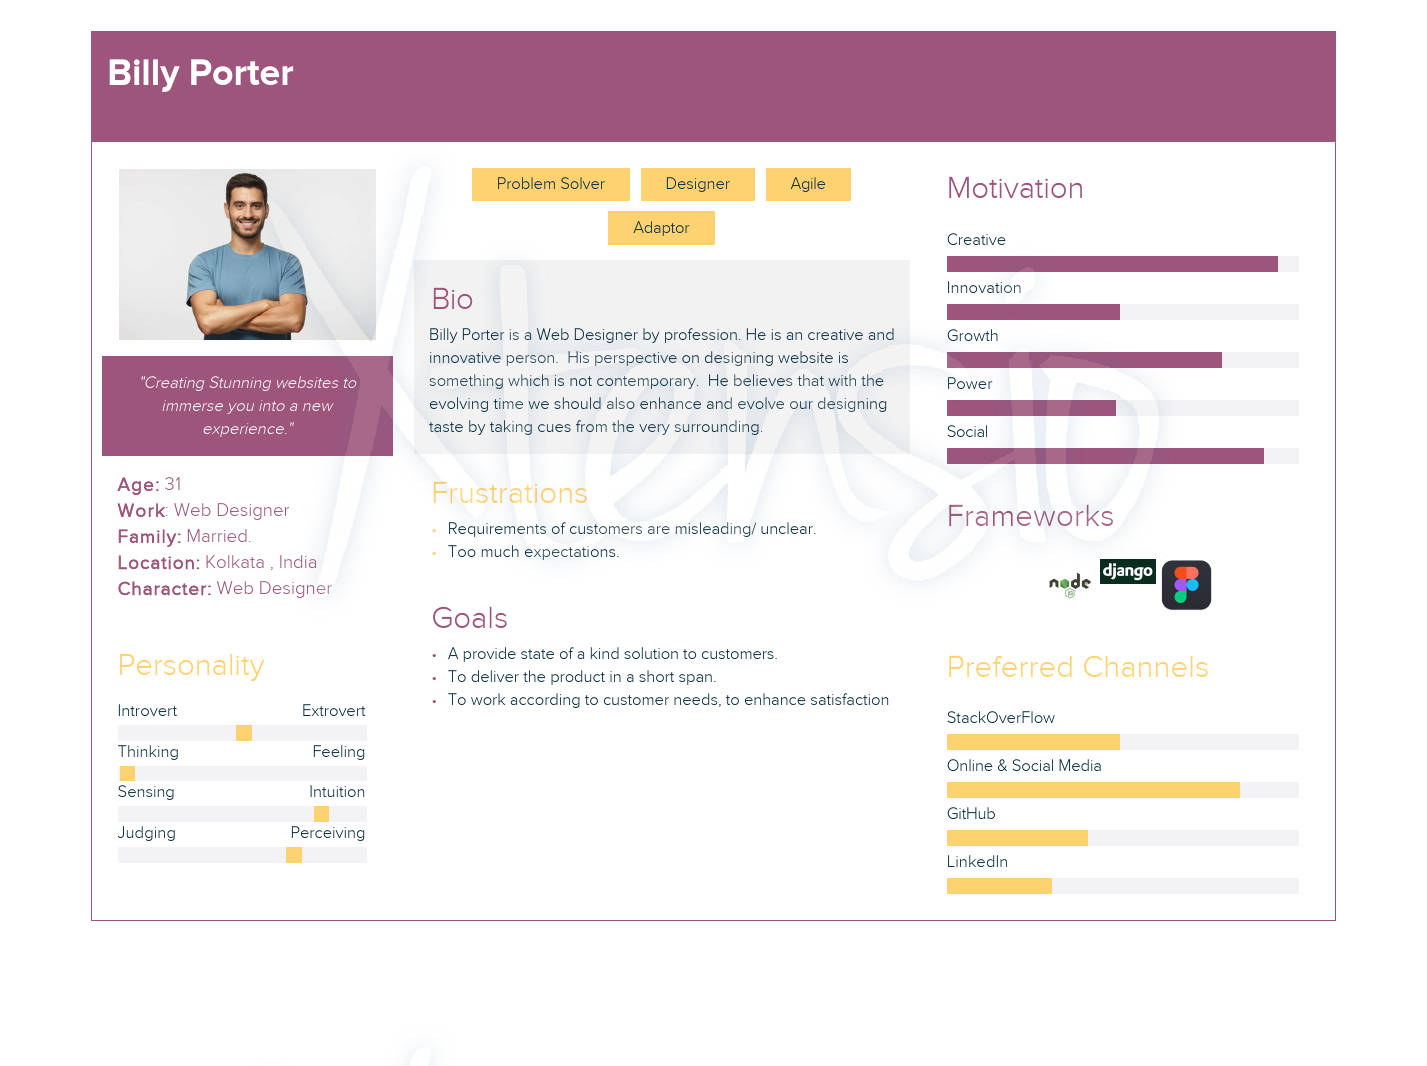 Billy Porter
"Creating Stunning websites to
immerse you into a new
experience."
Age: 31
Work: Web Designer
Family: Married.
Location: Kolkata , India
Character: Web Designer
Personality
Introvert Extrovert
Thinking Feeling
Sensing Intuition
Judging Perceiving
Problem Solver Designer Agile
Adaptor
Bio
Billy Porter is a Web Designer by profession. He is an creative and
innovative person.  His perspective on designing website is
something which is not contemporary.  He believes that with the
evolving time we should also enhance and evolve our designing
taste by taking cues from the very surrounding.
Frustrations
• Requirements of customers are misleading/ unclear.
• Too much expectations.
Goals
• A provide state of a kind solution to customers.
• To deliver the product in a short span.
• To work according to customer needs, to enhance satisfaction
Motivation
Creative
Innovation
Growth
Power
Social
Frameworks
node
JS
django
Preferred Channels
StackOverFlow
Online & Social Media
GitHub
LinkedIn
Xtensio